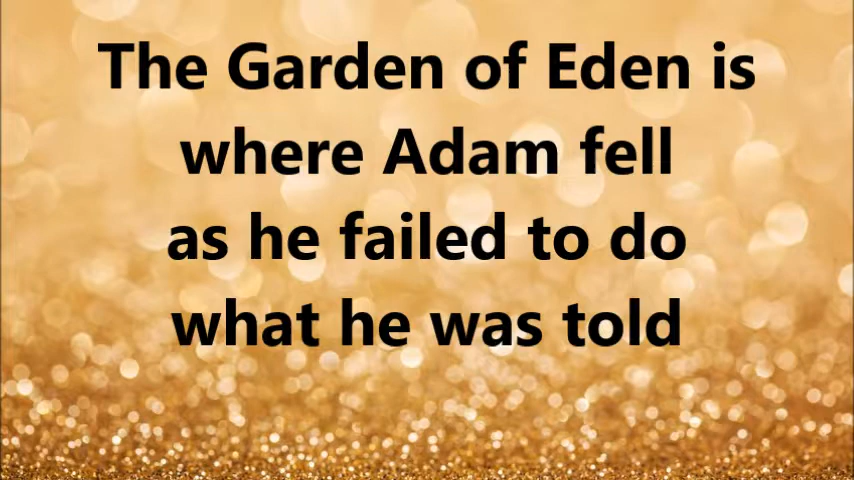 The Garden of Eden is
where Adam fell
as he failed to do
what he was told